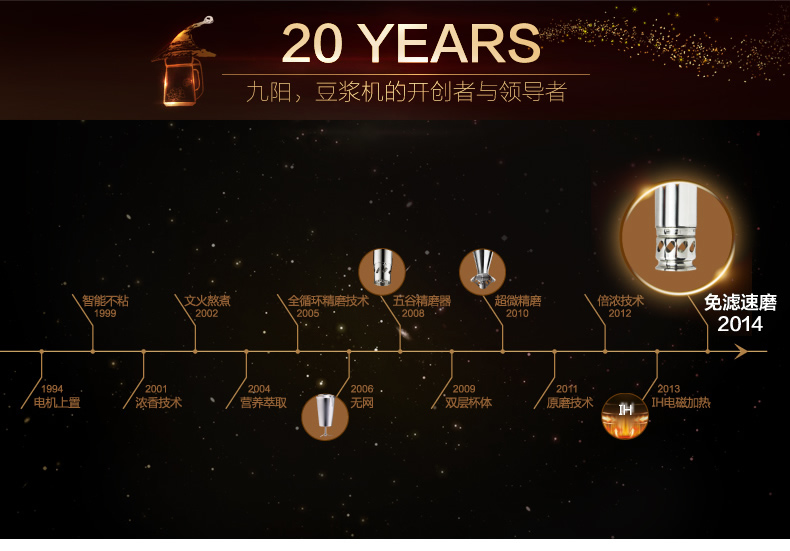 20 YEARS
九阳，豆浆机的开创者与领导者
智能不粘
1999
文火熬煮
2002
全循环精磨技术
2005
五谷精磨器
2008
超微精磨
2010
倍浓技术
2012
免滤速磨
2014
1994
电机上置
2001
浓香技术
2004
营养萃取
2006
无网
2009
双层杯体
2011
原磨技术
IH
2013
IH电磁加热